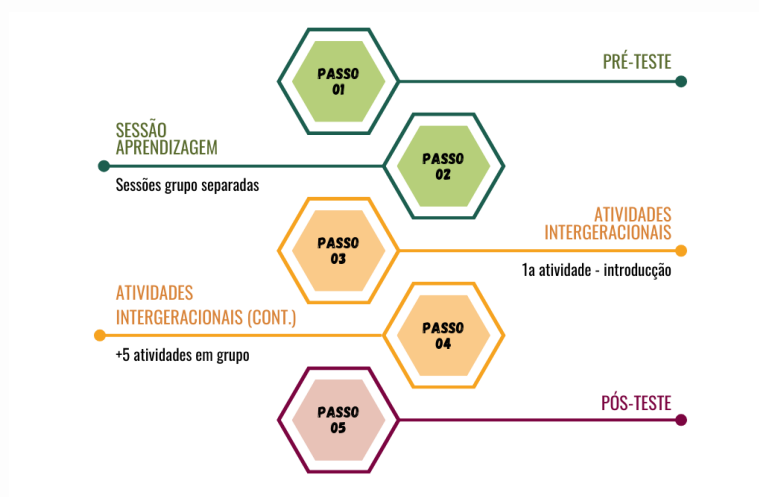 PASSO
01
PRÉ-TESTE
SESSÃO
APRENDIZAGEM
Sessões grupo separadas
PASSO
02
PASSO
03
ATIVIDADES
INTERGERACIONAIS
1a atividade - introducção
ATIVIDADES
INTERGERACIONAIS (CONT.)
+5 atividades em grupo
PASSO
04
PASSO
05
PÓS-TESTE